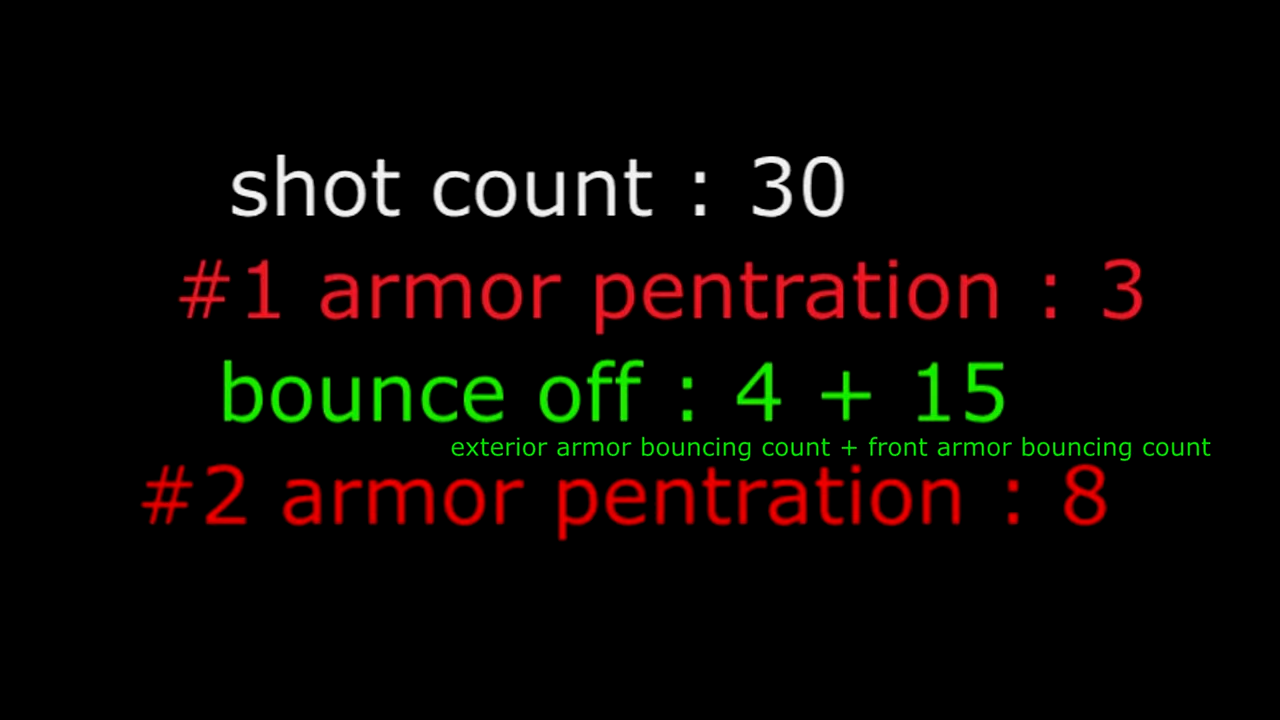 shot count : 30
#1 armor pentration : 3
bounce off : 4 + 15
exterior armor bouncing count + front armor bouncing count
#2 armor pentration : 8